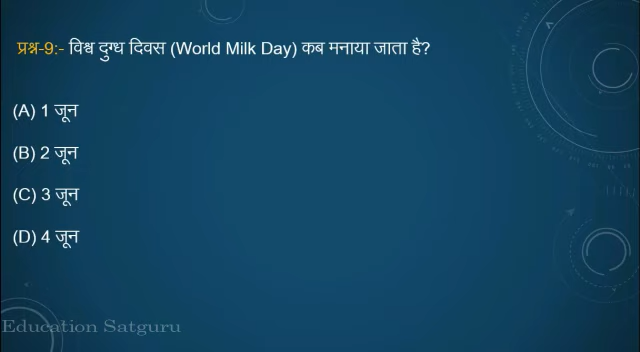 प्रश्न-9:- विश्व दुग्ध दिवस (World Milk Day) कब मनाया जाता है?
(A) 1 जून
(B) 2 जून
(C) 3 जून
(D) 4 जून
Education Satguru